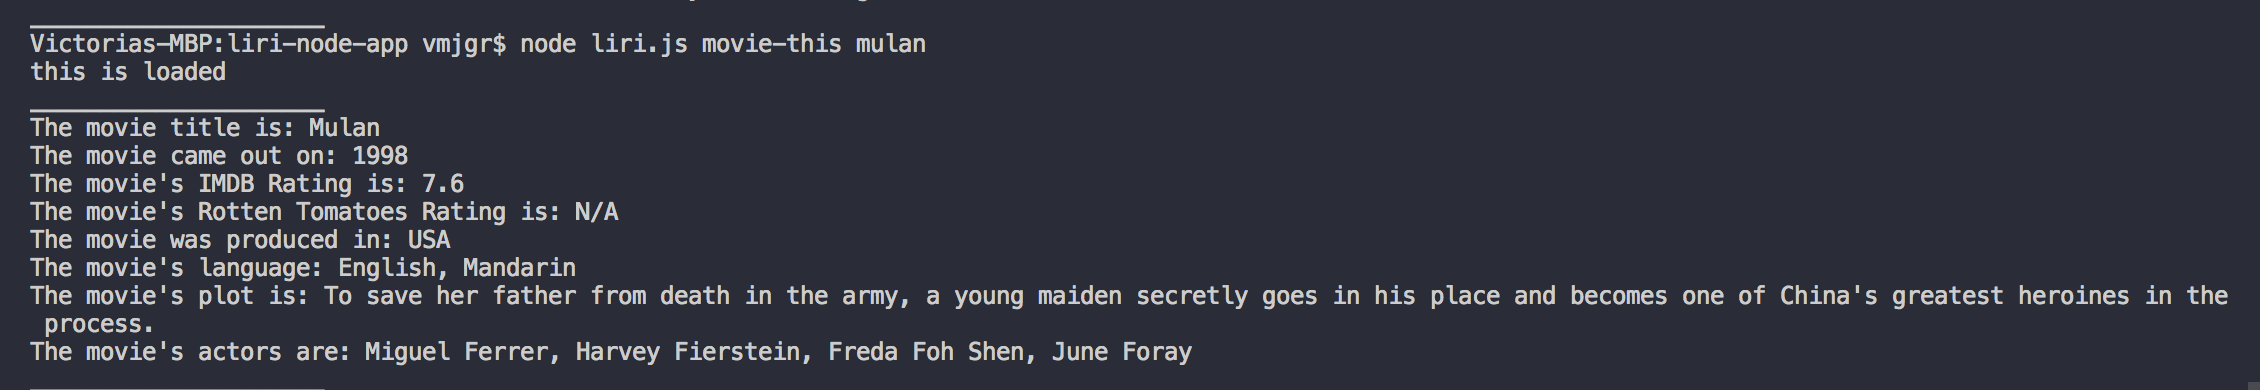 Victorias-MBP:liri-node-app vmjgr$ node liri.js movie-this mulan
this is loaded
The movie title is: Mulan
The movie came out on: 1998
The movie's IMDB Rating is: 7.6
The movie's Rotten Tomatoes Rating is: N/A
The movie was produced in: USA
The movie's language: English, Mandarin
The movie's plot is: To save her father from death in the army, a young maiden secretly goes in his place and becomes one of China's greatest heroines in the
process.
The movie's actors are: Miguel Ferrer, Harvey Fierstein, Freda Foh Shen, June Foray